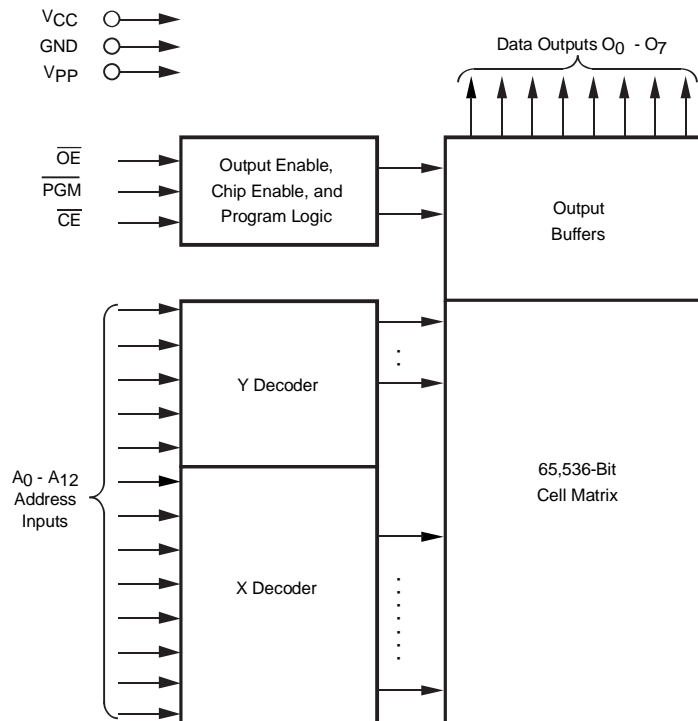 VCC
GND
VPP
Data Outputs O0 - O7
OE
PGM
CE
Output Enable,
Chip Enable, and
Program Logic
Output
Buffers
Y Decoder
A0 - A12
Address
Inputs
65,536-Bit
Cell Matrix
X Decoder